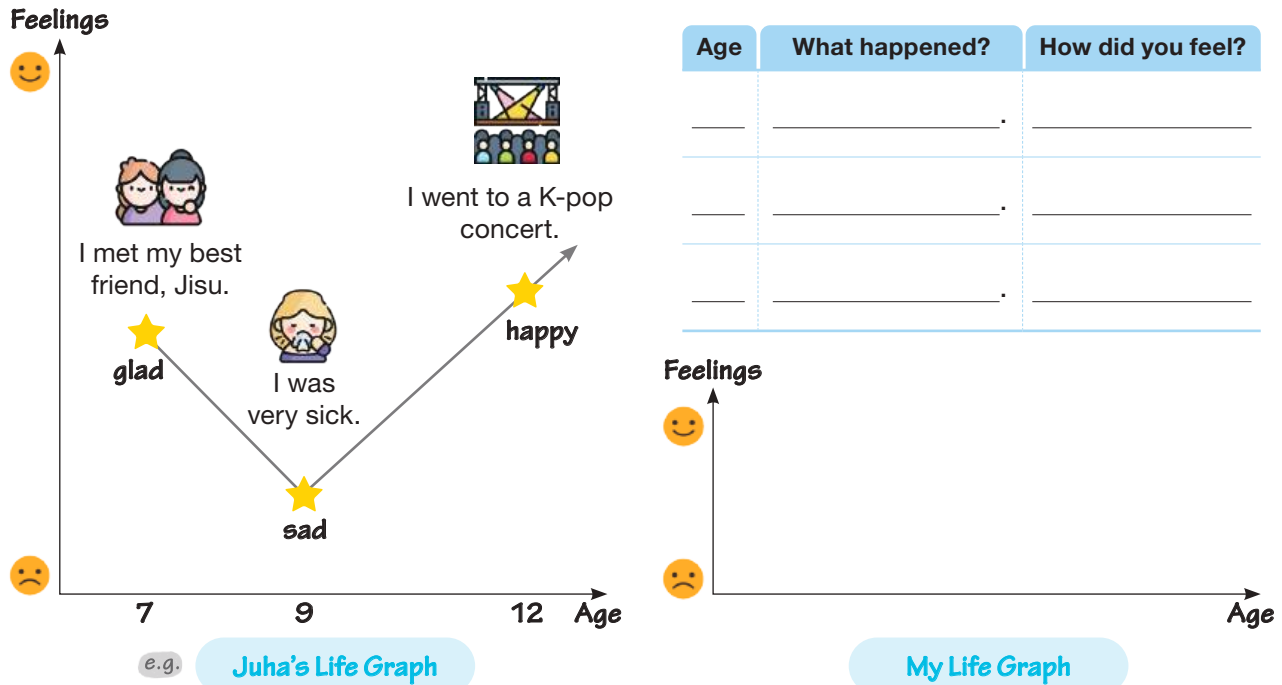 Feelings
I went to a K-pop
concert.
I met my best
friend, Jisu.
happy
glad
I was
very sick.
sad
7 9 12 Age
e.g. Juha's Life Graph
Age What happened? How did you feel?
.
.
.
Feelings
Age
My Life Graph